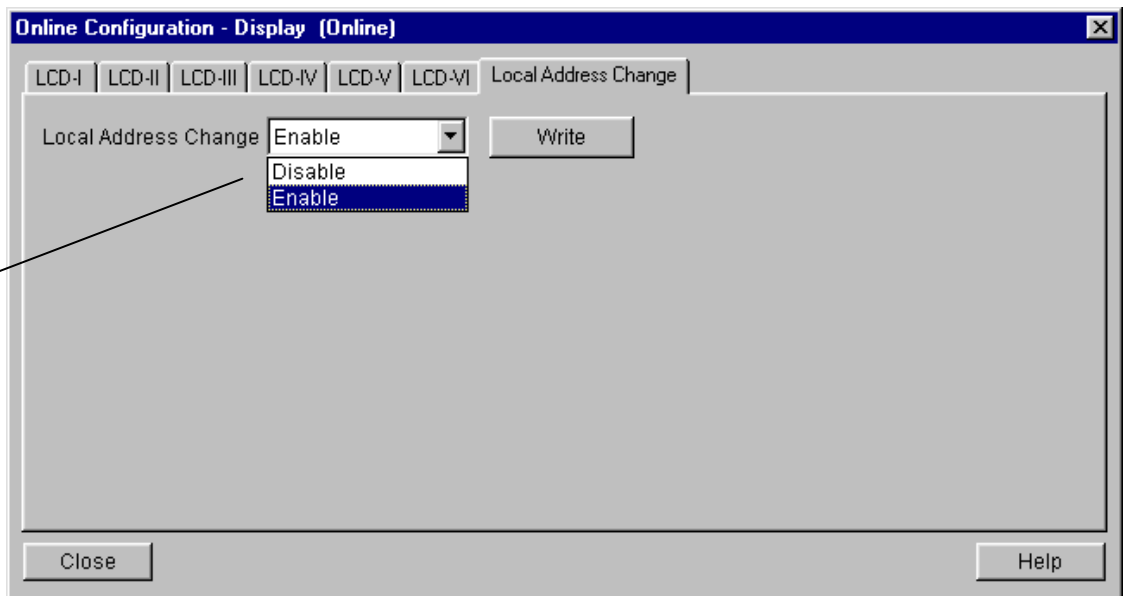 Online Configuration - Display (Online)
LCD-I LCD-II LCD-III LCD-IV LCD-V LCD-VI Local Address Change
Local Address Change Enable Write
Disable
Enable
Close Help